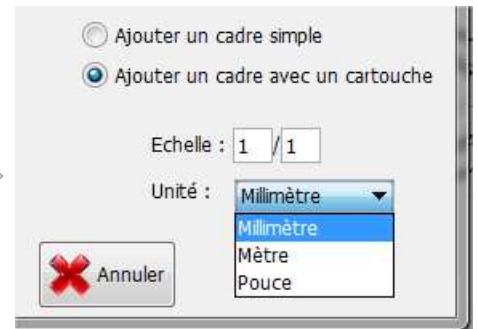 Ajouter un cadre simple
Ajouter un cadre avec un cartouche
Echelle : 1 / 1
Unité : Millimètre
Millimètre
Mètre
Pouce
Annuler